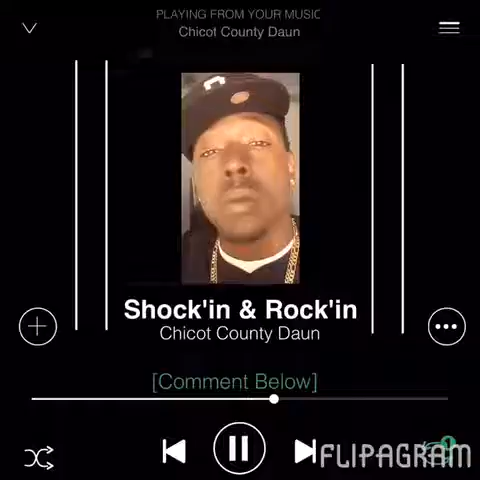 PLAYING FROM YOUR MUSIC
Chicot County Daun
Shock'in & Rock'in
Chicot County Daun
[Comment Below]
FLIPAGRAM